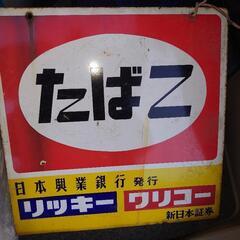 たばこ
日本興業銀行発行
リッキー ワリコー
新日本証券